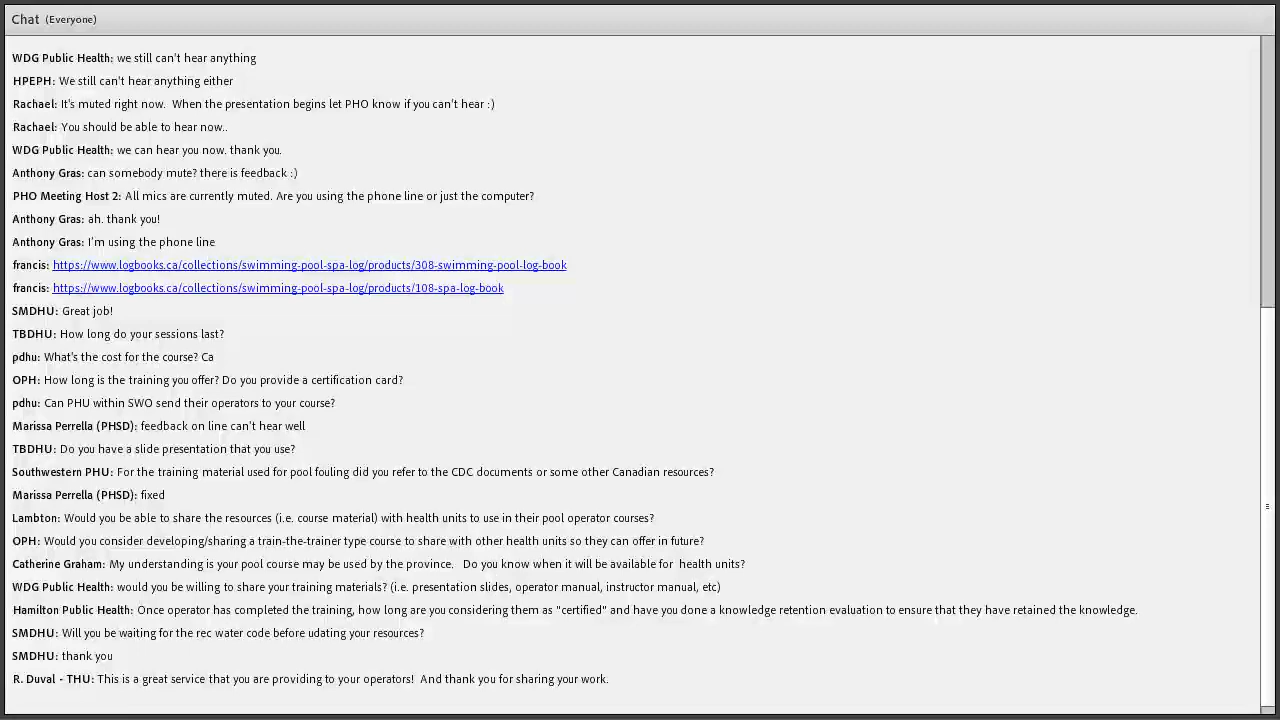 Chat (Everyone)
WDG Public Health: we still can't hear anything
HPEPH: We still can't hear anything either
Rachael: It's muted right now.  When the presentation begins let PHO know if you can't hear :)
Rachael: You should be able to hear now..
WDG Public Health: we can hear you now. thank you.
Anthony Gras: can somebody mute? there is feedback :)
PHO Meeting Host 2: All mics are currently muted. Are you using the phone line or just the computer?
Anthony Gras: ah. thank you!
Anthony Gras: I'm using the phone line
francis: https://www.logbooks.ca/collections/swimming-pool-spa-log/products/308-swimming-pool-log-book
francis: https://www.logbooks.ca/collections/swimming-pool-spa-log/products/108-spa-log-book
SMDHU: Great job!
TBDHU: How long do your sessions last?
pdhu: What's the cost for the course? Ca
OPH: How long is the training you offer? Do you provide a certification card?
pdhu: Can PHU within SWO send their operators to your course?
Marissa Perrella (PHSD): feedback on line can't hear well
TBDHU: Do you have a slide presentation that you use?
Southwestern PHU: For the training material used for pool fouling did you refer to the CDC documents or some other Canadian resources?
Marissa Perrella (PHSD): fixed
Lambton: Would you be able to share the resources (i.e. course material) with health units to use in their pool operator courses?
OPH: Would you consider developing/sharing a train-the-trainer type course to share with other health units so they can offer in future?
Catherine Graham: My understanding is your pool course may be used by the province.   Do you know when it will be available for  health units?
WDG Public Health: would you be willing to share your training materials? (i.e. presentation slides, operator manual, instructor manual, etc)
Hamilton Public Health: Once operator has completed the training, how long are you considering them as "certified" and have you done a knowledge retention evaluation to ensure that they have retained the knowledge.
SMDHU: Will you be waiting for the rec water code before udating your resources?
SMDHU: thank you
R. Duval - THU: This is a great service that you are providing to your operators!  And thank you for sharing your work.